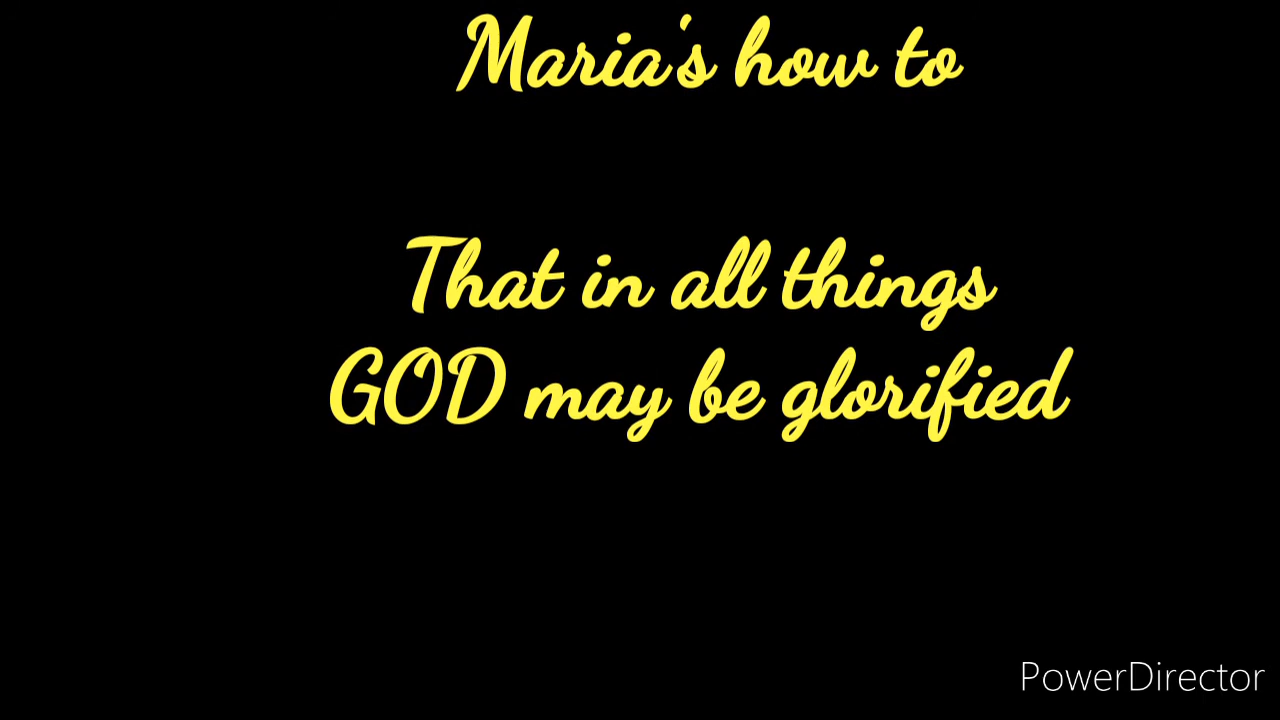 Maria's how to
That in all things
GOD may be glorified
PowerDirector